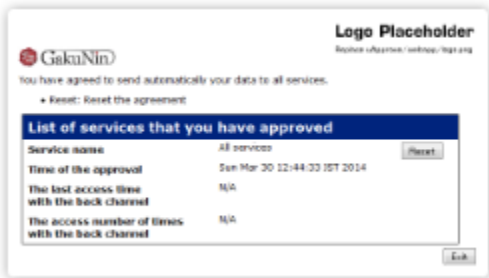 Logo Placeholder
GakuNin
You have agreed to send automatically your data to all services.
Reset: Reset the agreement
List of services that you have approved
Service name All services Reset
Time of the approval Sun Mar 30 12:44:33 JST 2014
The last access time N/A
with the back channel
The access number of times N/A
with the back channel
Exit